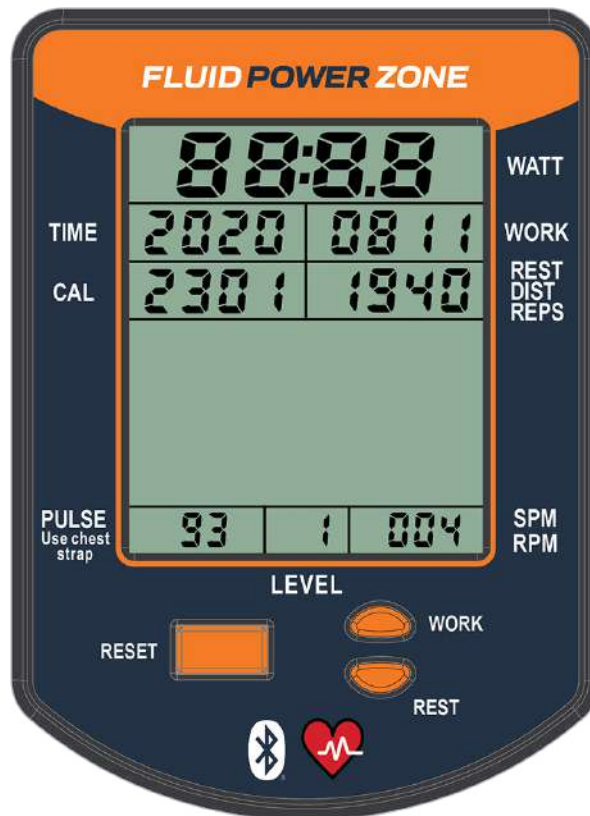 FLUID POWER ZONE
88:8.8 WATT
TIME 2020 0811 WORK
CAL 2301 1940 REST
DIST
REPS
PULSE 93 1 004 SPM
Use chest RPM
strap
LEVEL
RESET WORK
REST